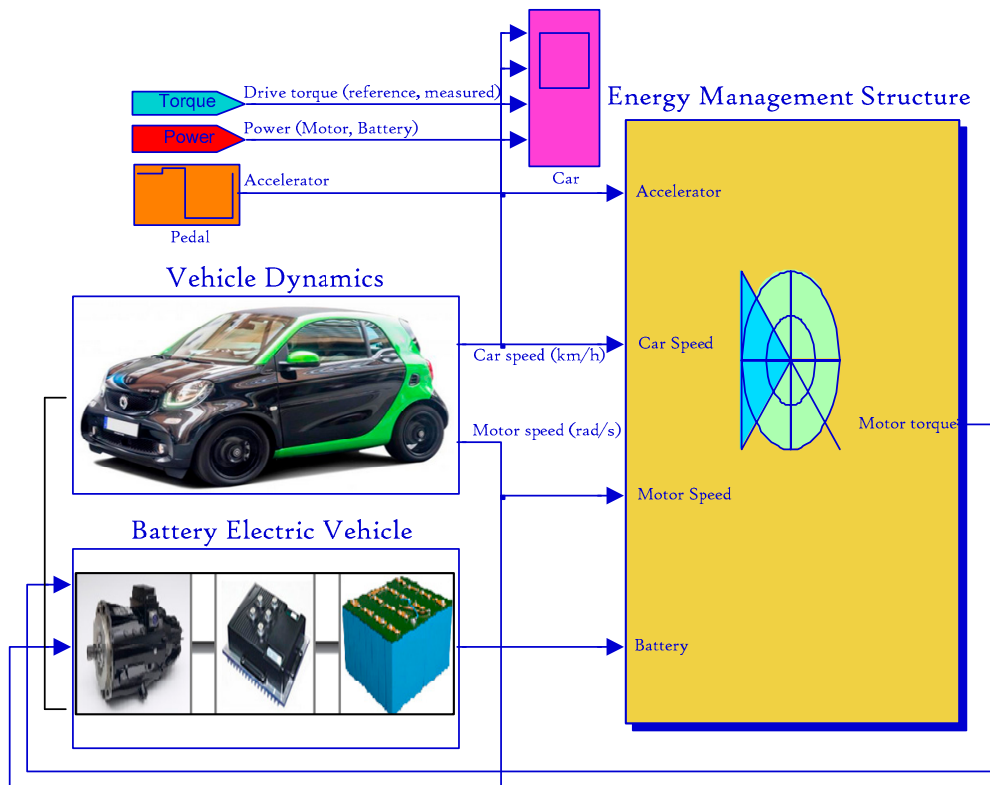 Drive torque (reference, measured)
Torque
Energy Management Structure
Power (Motor, Battery)
Power
Accelerator
Car
Accelerator
Pedal
Vehicle Dynamics
Car speed (km/h)
Car Speed
Motor speed (rad/s)
Motor torque
Motor Speed
Battery Electric Vehicle
Battery